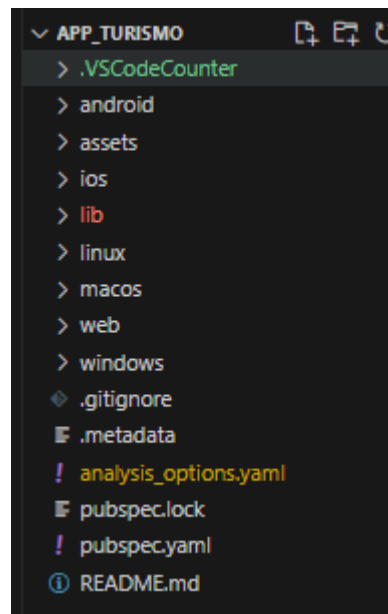 APP_TURISMO
.VSCodeCounter
android
assets
ios
lib
linux
macos
web
windows
.gitignore
.metadata
analysis_options.yaml
pubspec.lock
pubspec.yaml
README.md